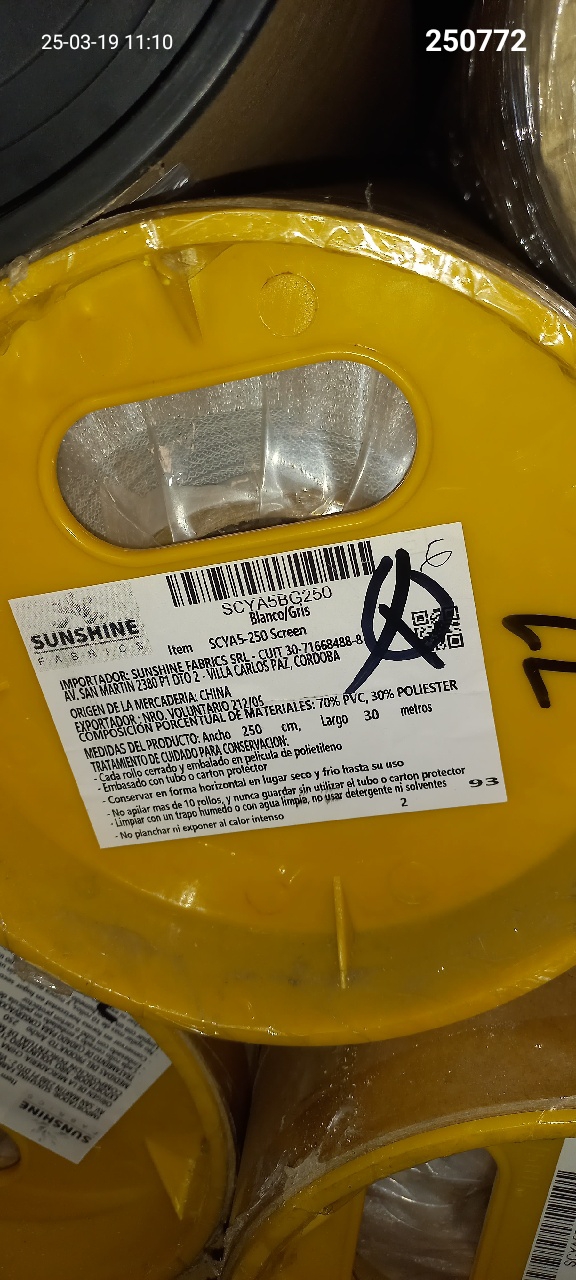 25-03-19 11:10
250772
SCYA5BG250
Blanco/Gris
SUNSHINE
FABRICS
Item SCYA5-250 Screen
IMPORTADOR: SUNSHINE FABRICS SRL - CUIT 30-71668488-8
AV. SAN MARTIN 2300 P1 DTO 2 - VILLA CARLOS PAZ, CORDOBA
ORIGEN DE LA MERCADERIA: CHINA
EXPORTADOR: NRO. VOLUNTARIO 212/05
COMPOSICIÓN PORCENTUAL DE MATERIALES: 70% PVC, 30% POLIESTER
MEDIDAS DEL PRODUCTO: Ancho 250 cm, Largo 30 metros
TRATAMIENTO DE CUIDADO PARA CONSERVACION:
- Cada rollo cerrado y embalado en película de polietileno
- Embasado con tubo o carton protector
- Conservar en forma horizontal en lugar seco y frio hasta su uso
- No apilar mas de 10 rollos, y nunca guardar sin utilizar el tubo o carton protector
- Limpiar con un trapo humedo o con agua limpia, no usar detergente ni solventes
- No planchar ni exponer al calor intenso
2
93
SUNSHINE